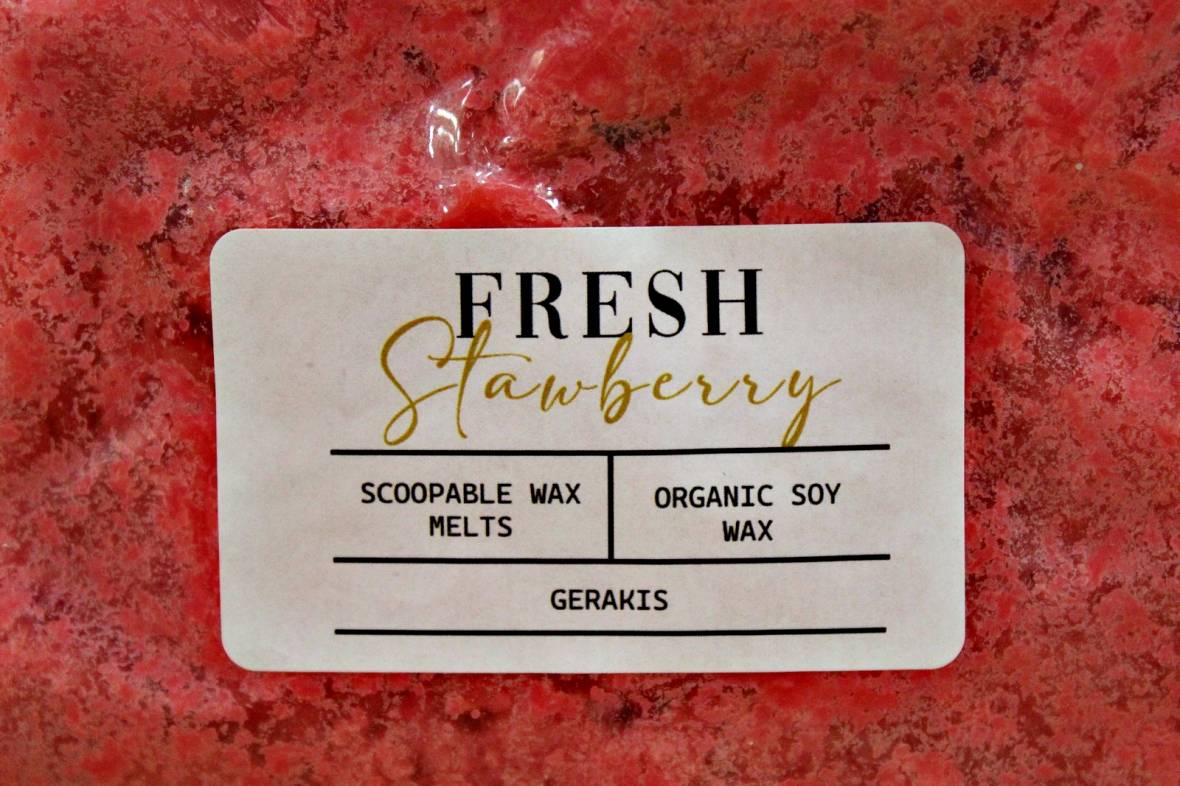 FRESH
Stawberry
SCOOPABLE WAX
MELTS
ORGANIC SOY
WAX
GERAKIS